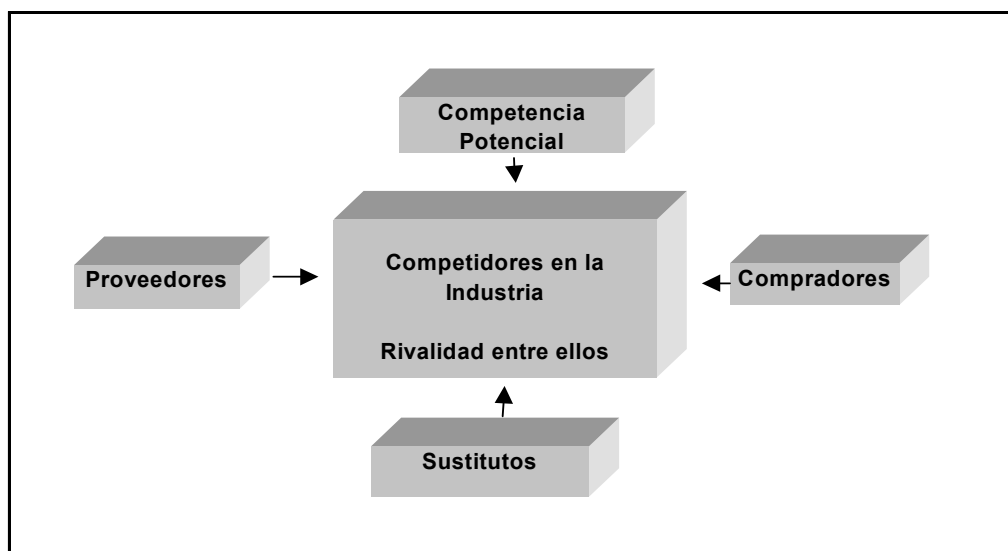 Competencia
Potencial
Proveedores
Competidores en la
Industria
Rivalidad entre ellos
Compradores
Sustitutos